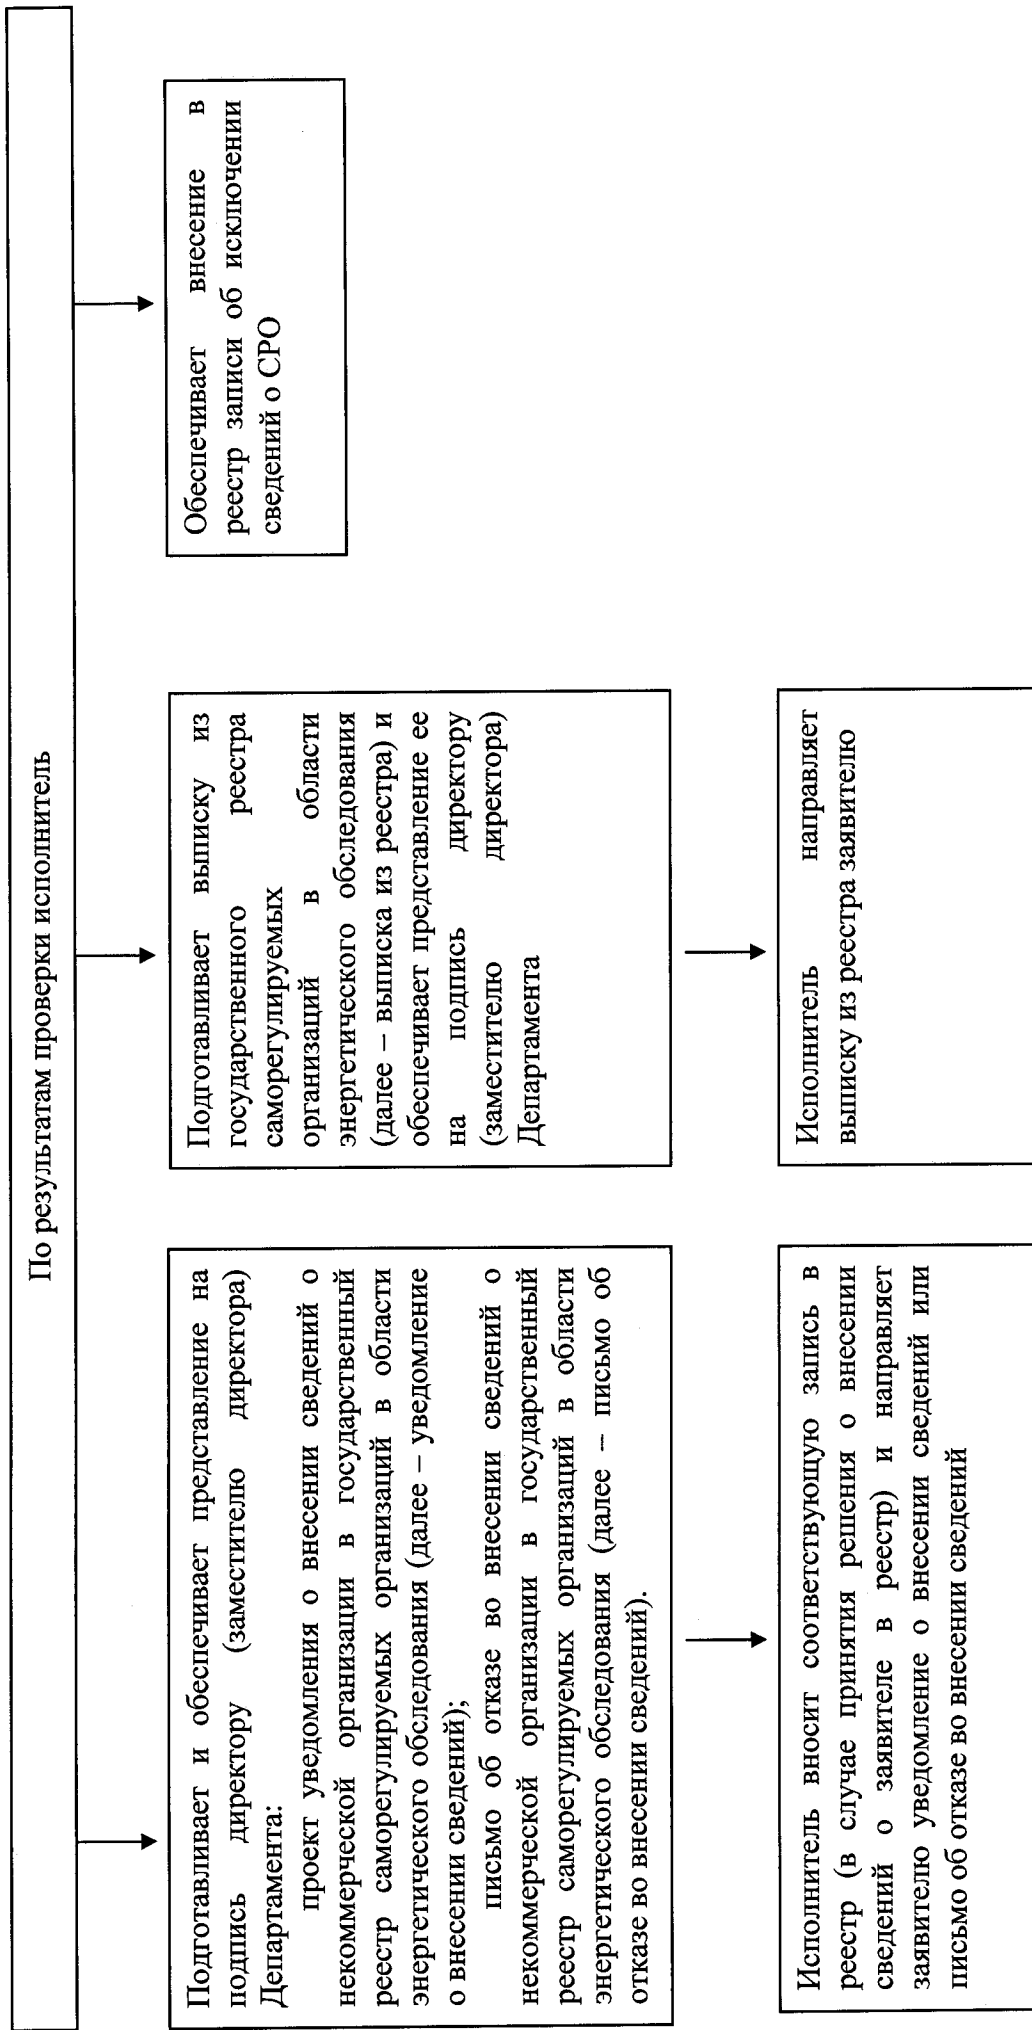 По результатам проверки исполнитель
Подготавливает и обеспечивает представление на
подпись директору (заместителю директора)
Департамента:
проект уведомления о внесении сведений о
некоммерческой организации в государственный
реестр саморегулируемых организаций в области
энергетического обследования (далее – уведомление
о внесении сведений);
письмо об отказе во внесении сведений о
некоммерческой организации в государственный
реестр саморегулируемых организаций в области
энергетического обследования (далее – письмо об
отказе во внесении сведений).
Исполнитель вносит соответствующую запись в
реестр (в случае принятия решения о внесении
сведений о заявителе в реестр) и направляет
заявителю уведомление о внесении сведений или
письмо об отказе во внесении сведений
Подготавливает выписку из
государственного реестра
саморегулируемых
организаций в области
энергетического обследования
(далее – выписка из реестра) и
обеспечивает представление ее
на подпись директору
(заместителю директора)
Департамента
Исполнитель направляет
выписку из реестра заявителю
Обеспечивает внесение в
реестр записи об исключении
сведений о СРО